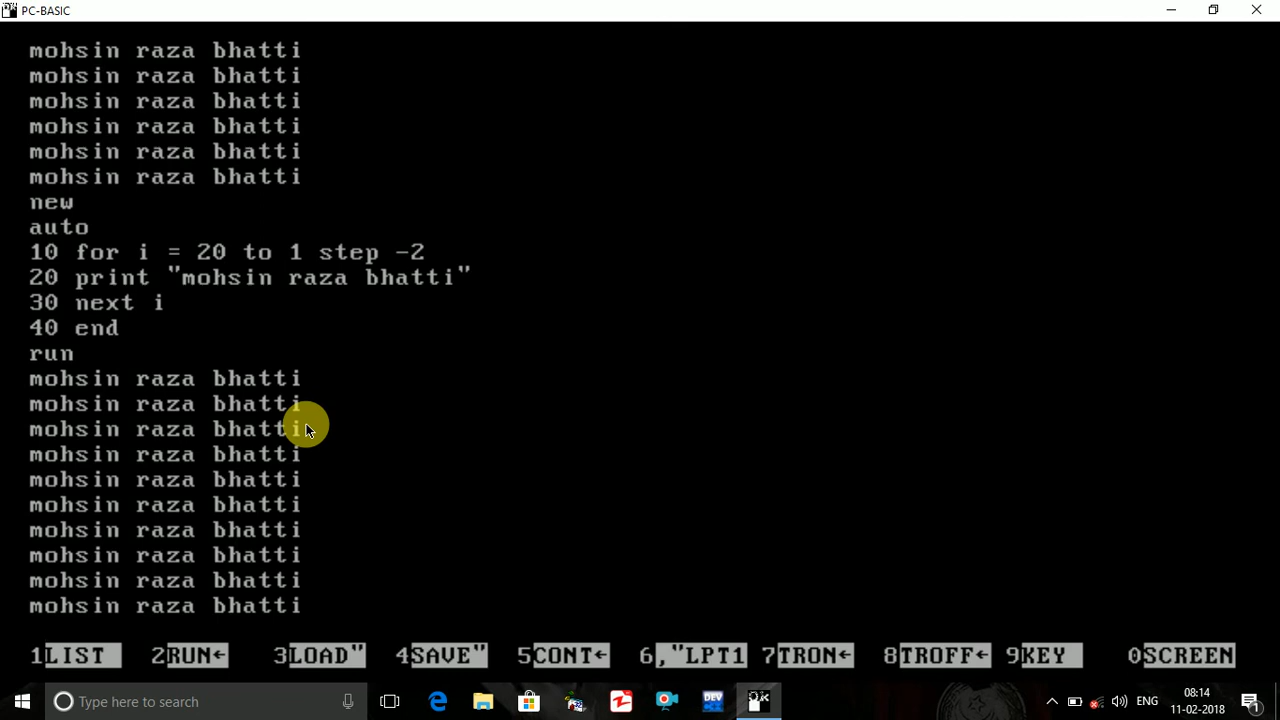 PC-BASIC
mohsin raza bhatti
mohsin raza bhatti
mohsin raza bhatti
mohsin raza bhatti
mohsin raza bhatti
mohsin raza bhatti
new
auto
10 for i = 20 to 1 step -2
20 print "mohsin raza bhatti"
30 next i
40 end
run
mohsin raza bhatti
mohsin raza bhatti
mohsin raza bhatti
mohsin raza bhatti
mohsin raza bhatti
mohsin raza bhatti
mohsin raza bhatti
mohsin raza bhatti
mohsin raza bhatti
mohsin raza bhatti
1LIST 2RUN← 3LOAD" 4SAVE" 5CONT← 6,"LPT1 7TRON← 8TROFF← 9KEY 0SCREEN
Type here to search DEV ENG 08:14
11-02-2018 1